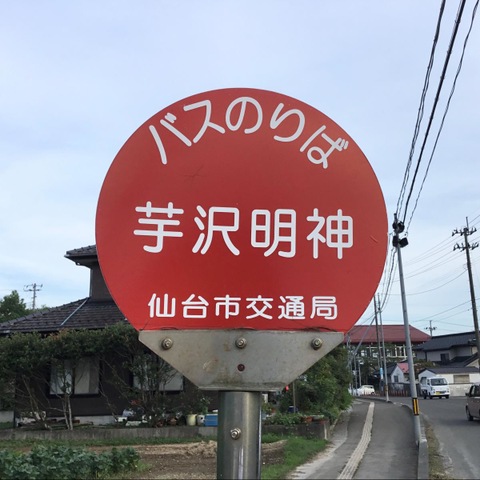 バスのりば
芋沢明神
仙台市交通局